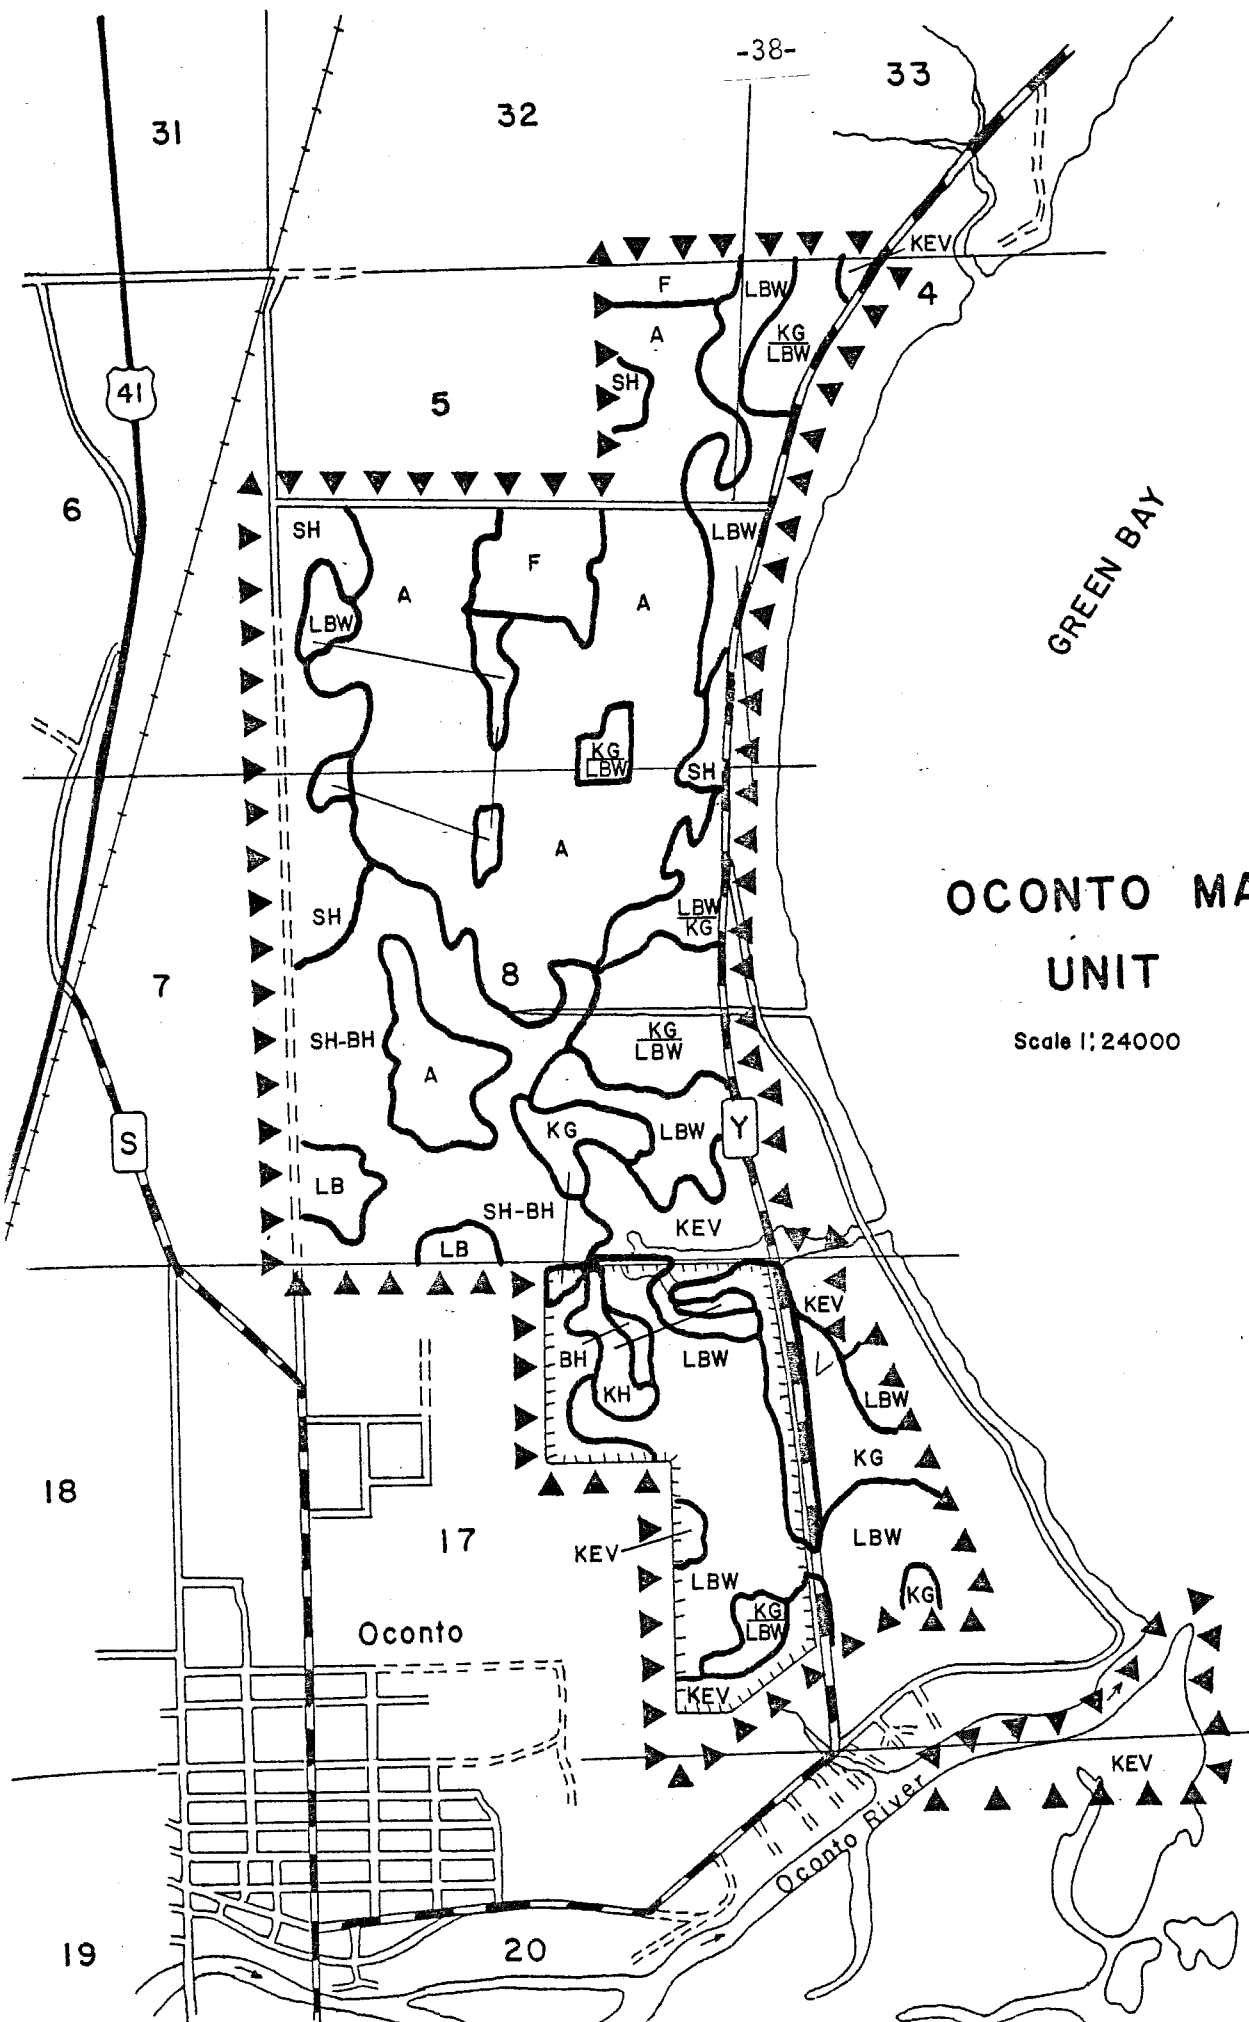 -38-
33
32
31
KEV
4
F
LBW
A
KG
LBW
SH
41
5
6
SH
LBW
F
A
A
LBW
GREEN BAY
KG
LBW
SH
A
OCONTO MA
UNIT
Scale 1":24000
SH
LBW
KG
7
8
SH-BH
KG
LBW
A
S
KG
LBW
Y
LB
SH-BH
KEV
LB
KEV
BH
LBW
KH
LBW
KG
18
17
KEV
LBW
LBW
KG
KG
LBW
Oconto
KEV
KEV
Oconto River
19
20